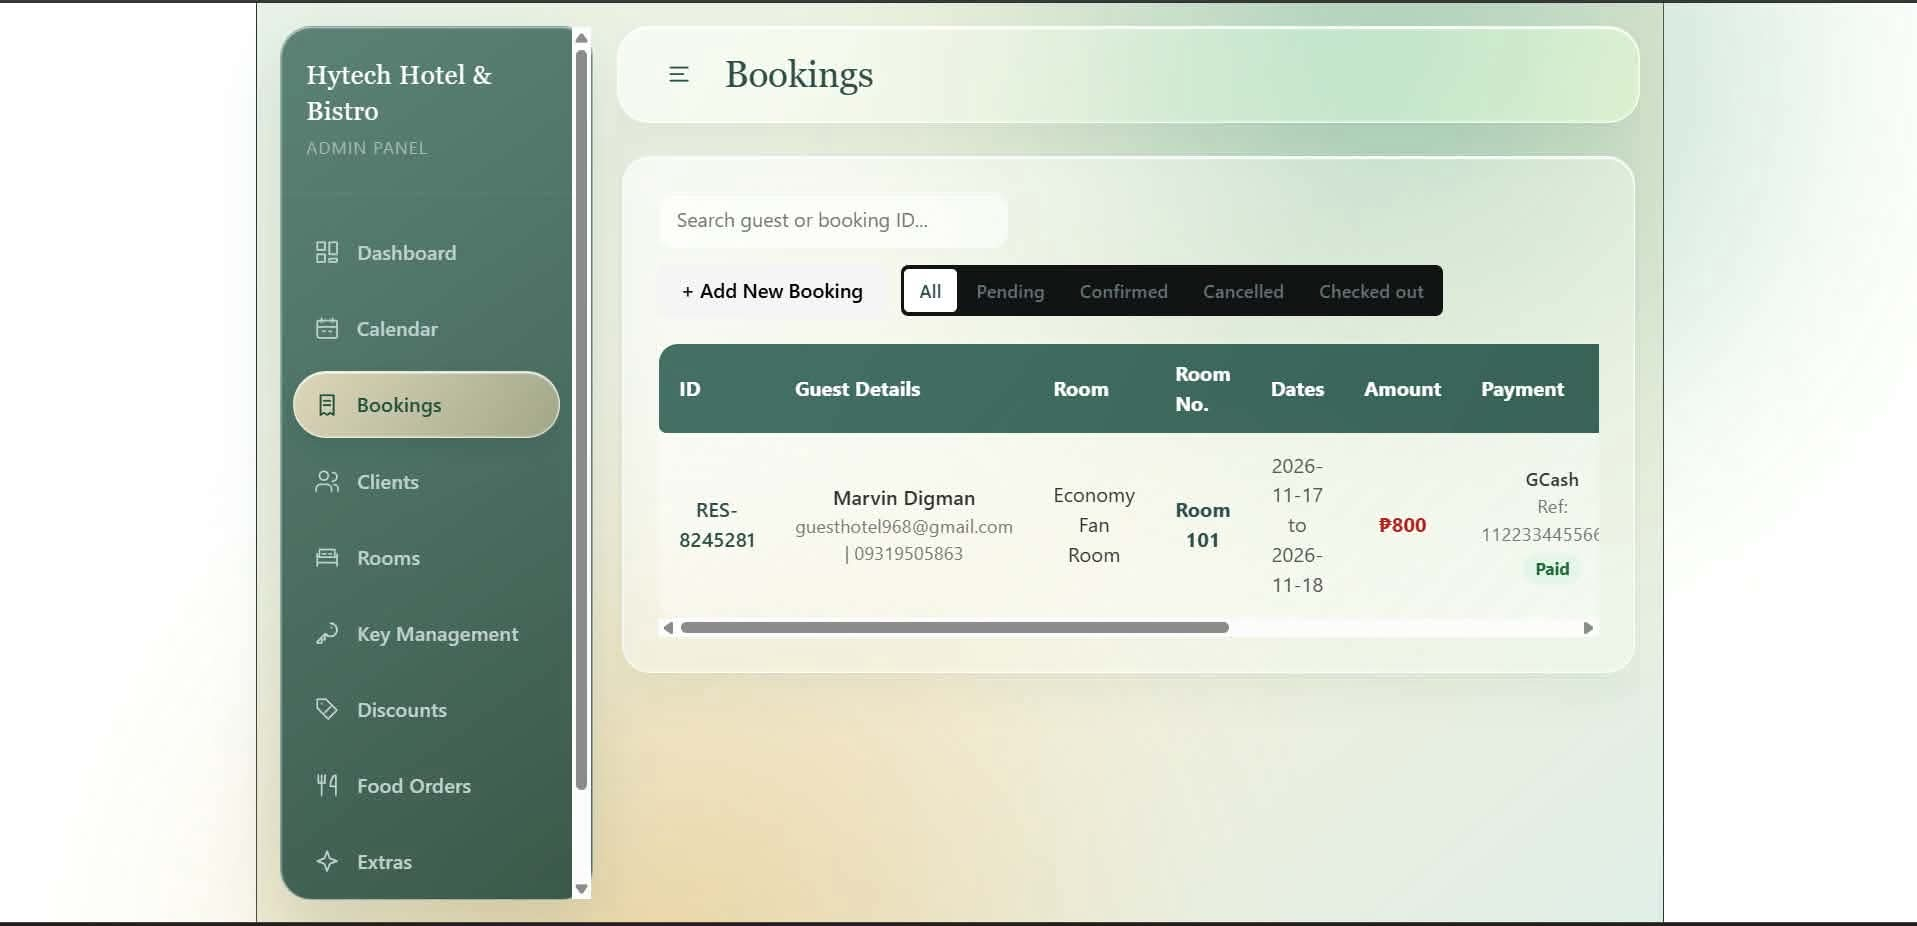 Hytech Hotel &
Bistro
ADMIN PANEL
Dashboard
Calendar
Bookings
Clients
Rooms
Key Management
Discounts
Food Orders
Extras
Bookings
Search guest or booking ID...
+ Add New Booking
All Pending Confirmed Cancelled Checked out
ID Guest Details Room Room No. Dates Amount Payment
RES-
8245281
Marvin Digman
guesthotel968@gmail.com
| 09319505863
Economy
Fan
Room
Room
101
2026-
11-17
to
2026-
11-18
₱800
GCash
Ref:
112233445566
Paid